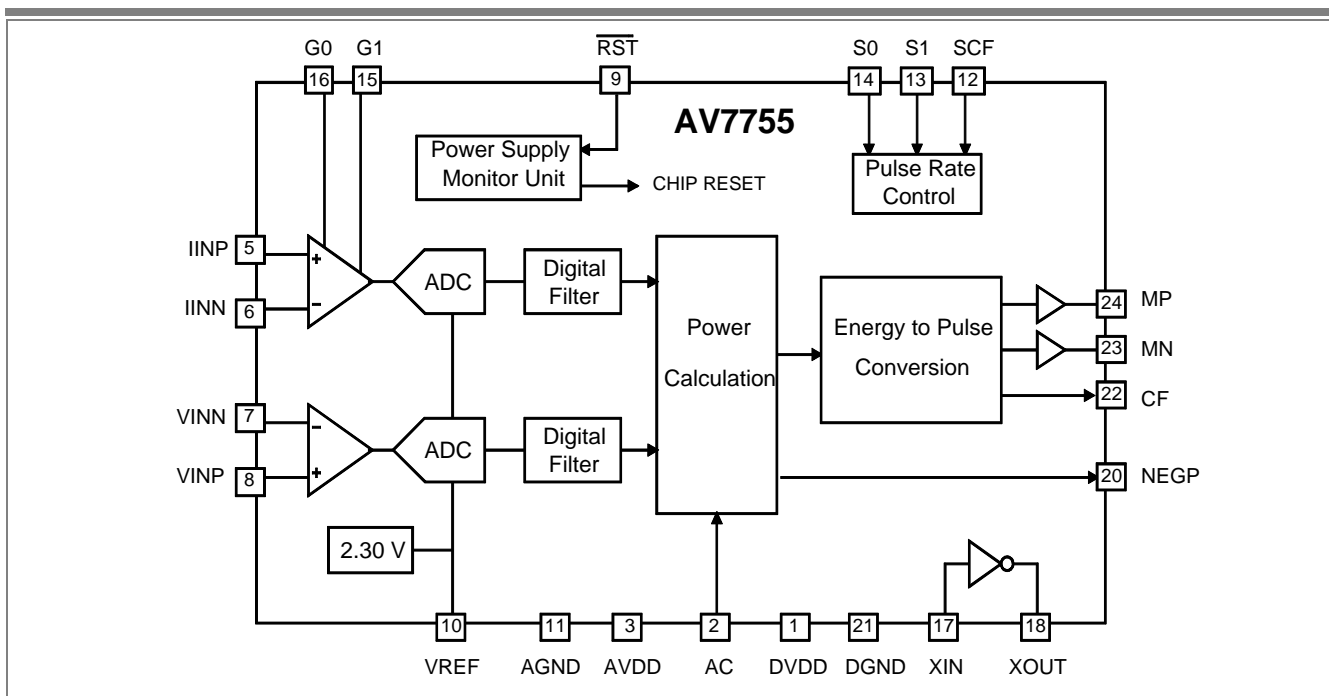 G0 G1 RST S0 S1 SCF
16 15 9 14 13 12
AV7755
Power Supply
Monitor Unit
CHIP RESET
Pulse Rate
Control
IINP 5
IINN 6
+
−
ADC
Digital
Filter
Power
Calculation
Energy to Pulse
Conversion
24 MP
23 MN
22 CF
VINN 7
VINP 8
−
+
ADC
Digital
Filter
20 NEGP
2.30 V
10 11 3 2 1 21 17 18
VREF AGND AVDD AC DVDD DGND XIN XOUT